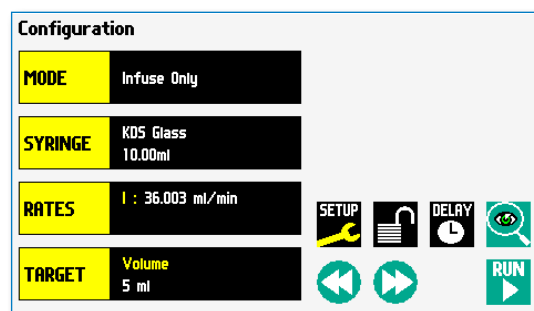 Configuration
MODE
Infuse Only
SYRINGE
KDS Glass
10.00ml
RATES
I : 36.003 ml/min
SETUP
DELAY
TARGET
Volume
5 ml
RUN